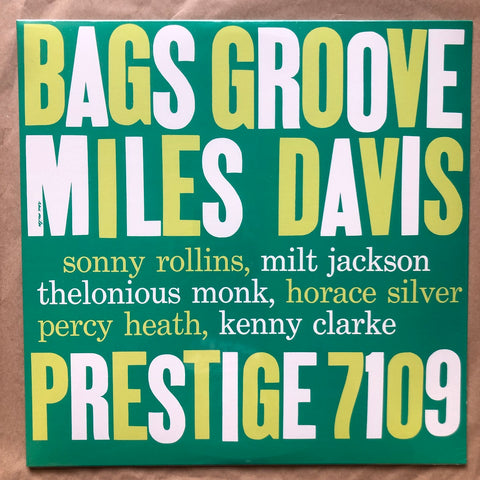 BAGS GROOVE
MILES DAVIS
sonny rollins, milt jackson
thelonious monk, horace silver
percy heath, kenny clarke
PRESTIGE 7109